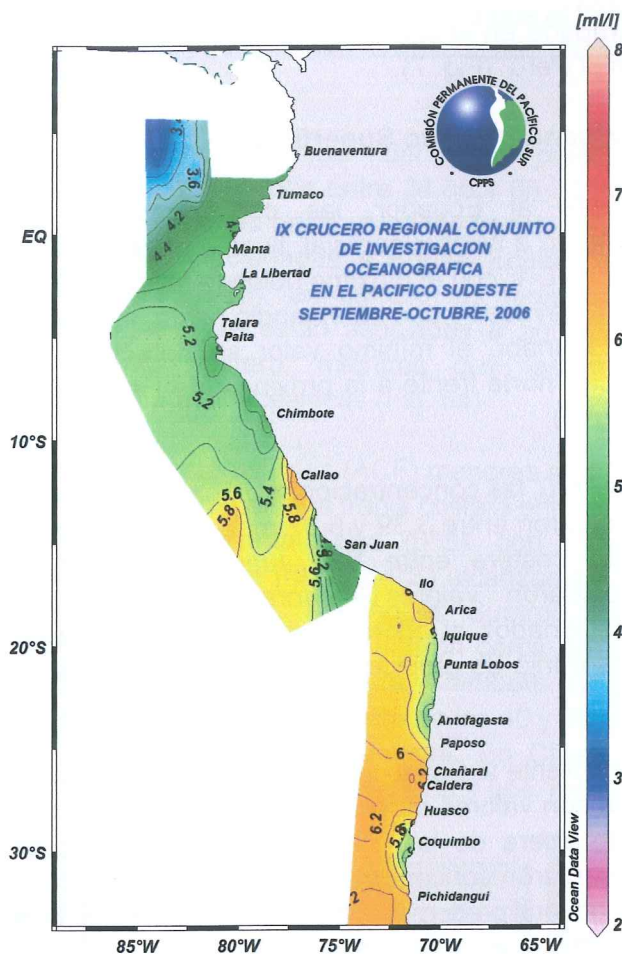 [ml/l]
8
7
6
5
4
3
2
COMISIÓN PERMANENTE DEL PACÍFICO SUR
• CPPS •
IX CRUCERO REGIONAL CONJUNTO
DE INVESTIGACION
OCEANOGRAFICA
EN EL PACIFICO SUDESTE
SEPTIEMBRE-OCTUBRE, 2006
EQ
10°S
20°S
30°S
Buenaventura
Tumaco
Manta
La Libertad
Talara
Paita
Chimbote
Callao
San Juan
Ilo
Arica
Iquique
Punta Lobos
Antofagasta
Paposo
Chañaral
Caldera
Huasco
Coquimbo
Pichidangui
3.6
4.2
4.4
5.2
5.2
5.4
5.6
5.8
5.8
5.6
6
6.2
5.8
85°W
80°W
75°W
70°W
65°W
Ocean Data View